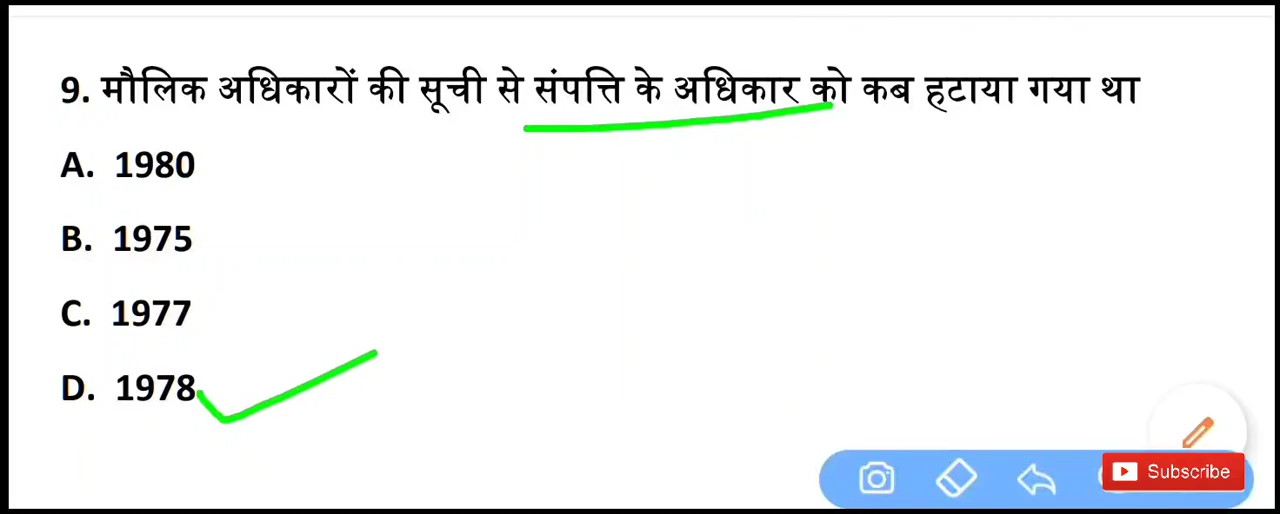 9. मौलिक अधिकारों की सूची से संपत्ति के अधिकार को कब हटाया गया था
A. 1980
B. 1975
C. 1977
D. 1978
Subscribe